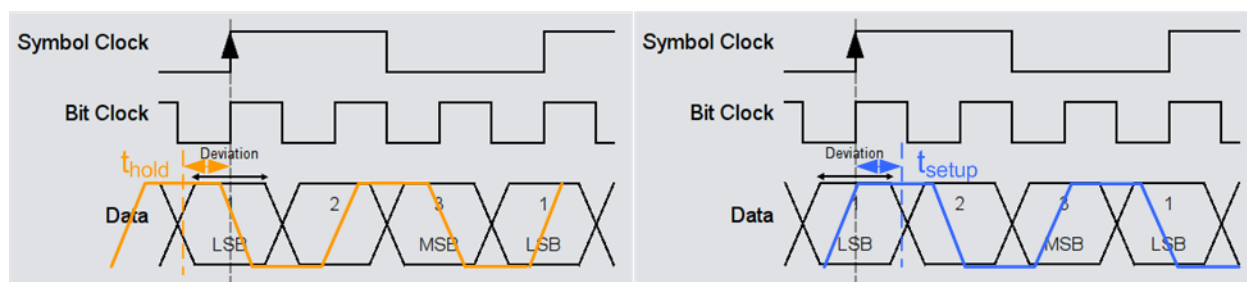 Symbol Clock
Bit Clock
Deviation
thold
Data
1
2
3
1
LSB
MSB
LSB
Symbol Clock
Bit Clock
Deviation
tsetup
Data
1
2
3
1
LSB
MSB
LSB